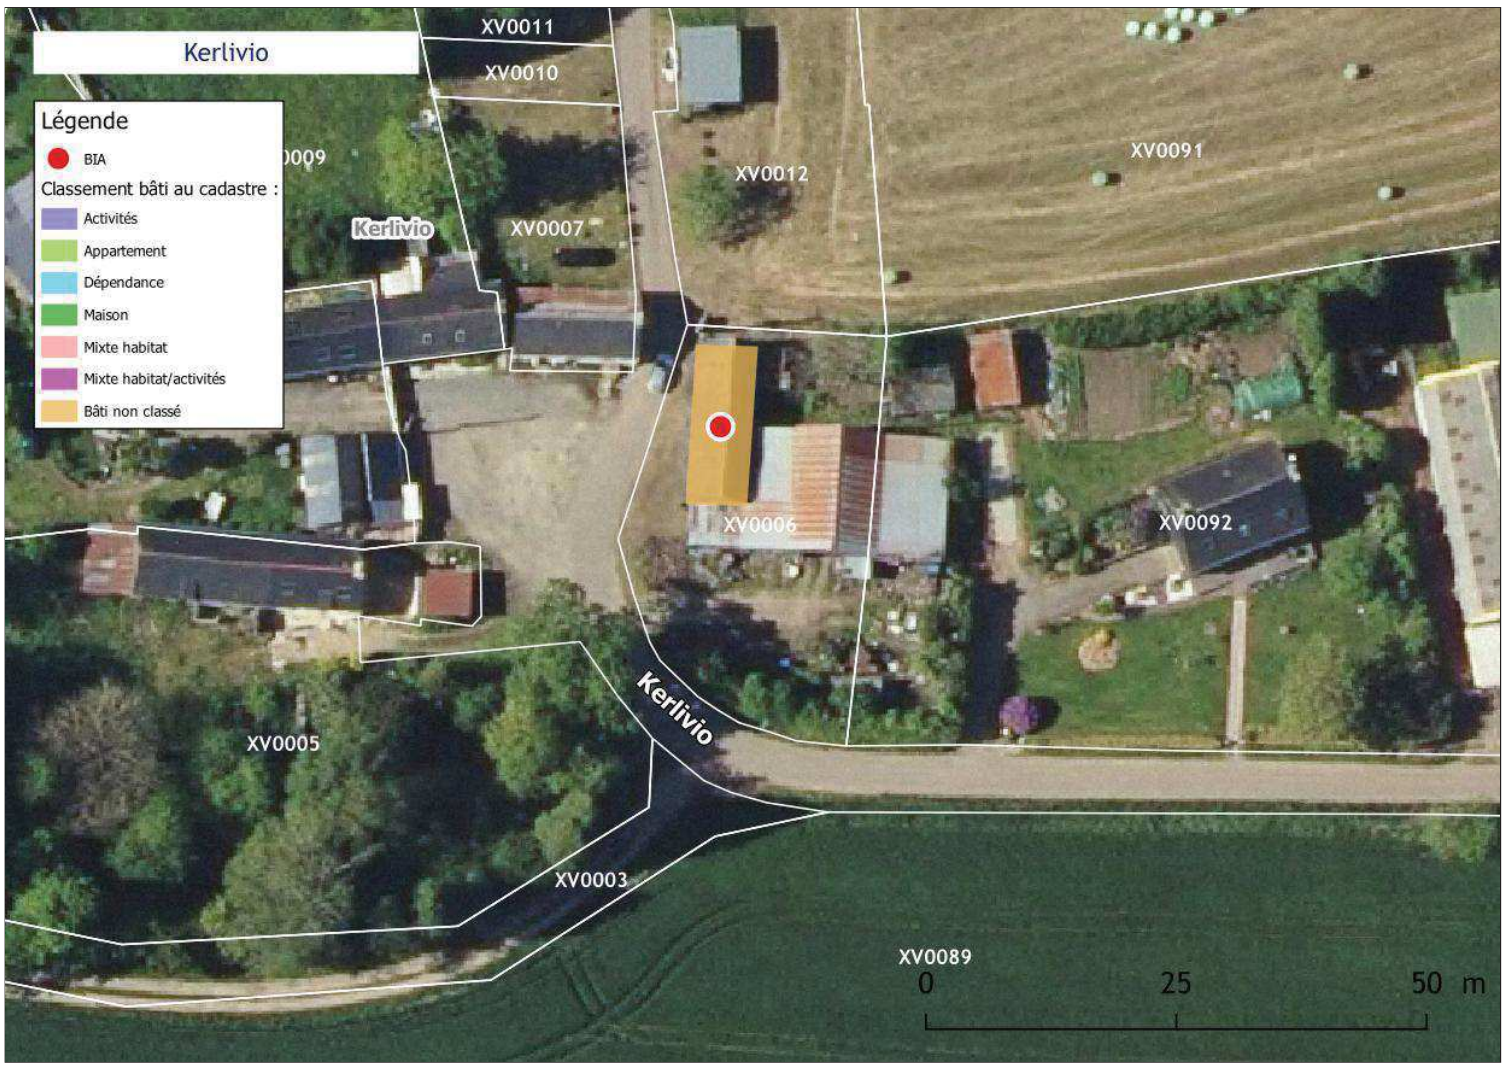 XV0011
Kerlivio
XV0010
Légende
BIA
0009
Classement bâti au cadastre :
Activités
Appartement
Dépendance
Maison
Mixte habitat
Mixte habitat/activités
Bâti non classé
XV0091
XV0012
Kerlivio
XV0007
XV0006
XV0092
Kerlivio
XV0005
XV0003
XV0089
0 25 50 m